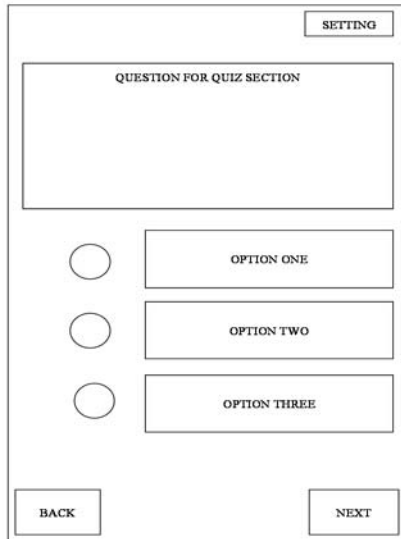 SETTING
QUESTION FOR QUIZ SECTION
OPTION ONE
OPTION TWO
OPTION THREE
BACK
NEXT